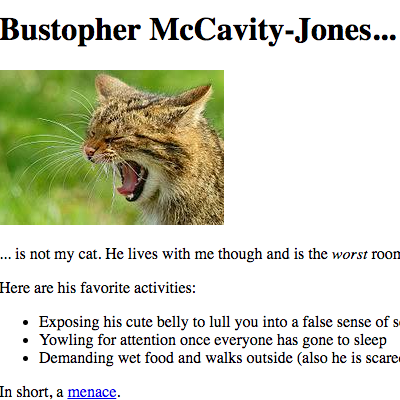 Bustopher McCavity-Jones...
... is not my cat. He lives with me though and is the worst
Here are his favorite activities:
Exposing his cute belly to lull you into a false sense of
Yowling for attention once everyone has gone to sleep
Demanding wet food and walks outside (also he is
In short, a menace.